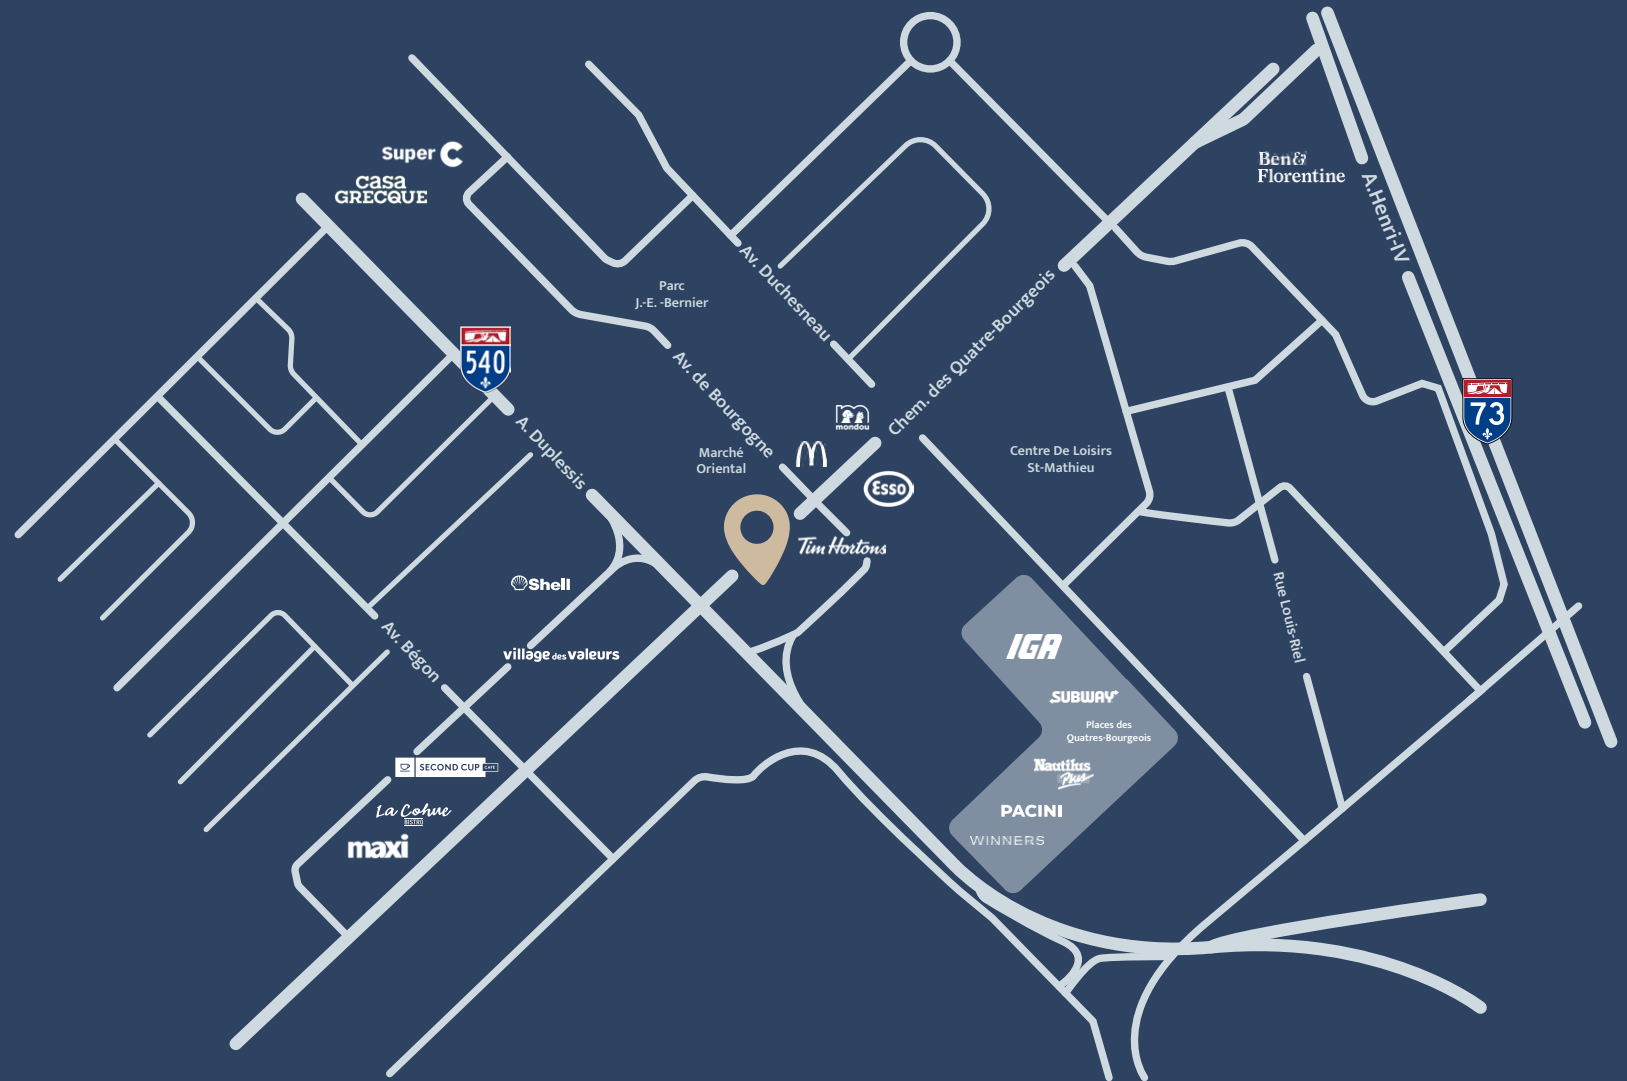 Super C
Casa
GRECQUE
Ben&
Florentine
A.Henri-IV
Av. Duchesneau
Parc
J.-E. -Bernier
Chem. des Quatre-Bourgeois
540
Av. de Bourgogne
73
mondou
A. Duplessis
Marché
Oriental
Centre De Loisirs
St-Mathieu
Esso
Tim Hortons
Shell
Rue Louis-Riel
Av. Bégon
village des valeurs
IGA
SUBWAY
Places des
Quatres-Bourgeois
SECOND CUP CAFÉ
Nautilus
Plus
La Cohue
BISTRO
PACINI
maxi
WINNERS